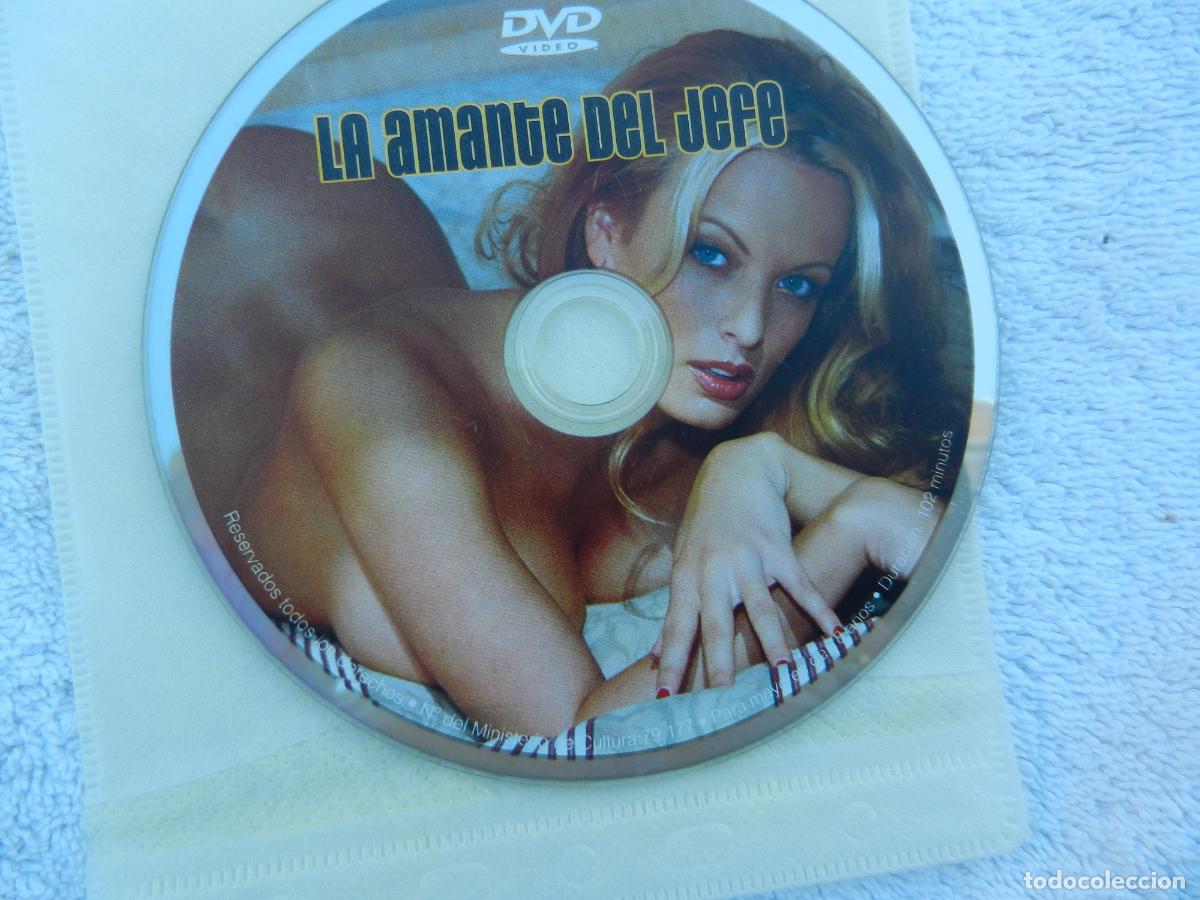 DVD
VIDEO
LA AMANTE DEL JEFE
Reservados todos los derechos • Nº del Ministerio de Cultura:79.177 • Para mayores de 18 años • Duración: 102 minutos
todocoleccion